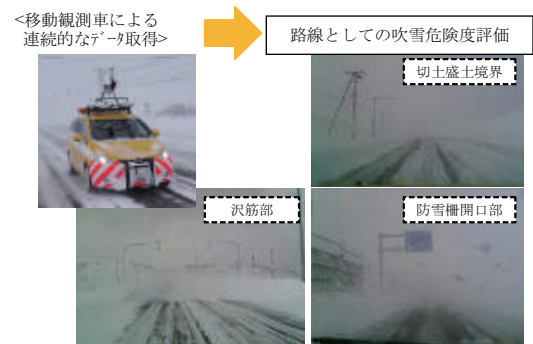 <移動観測車による
連続的なﾃﾞｰﾀ取得>
路線としての吹雪危険度評価
切土盛土境界
沢筋部
防雪柵開口部